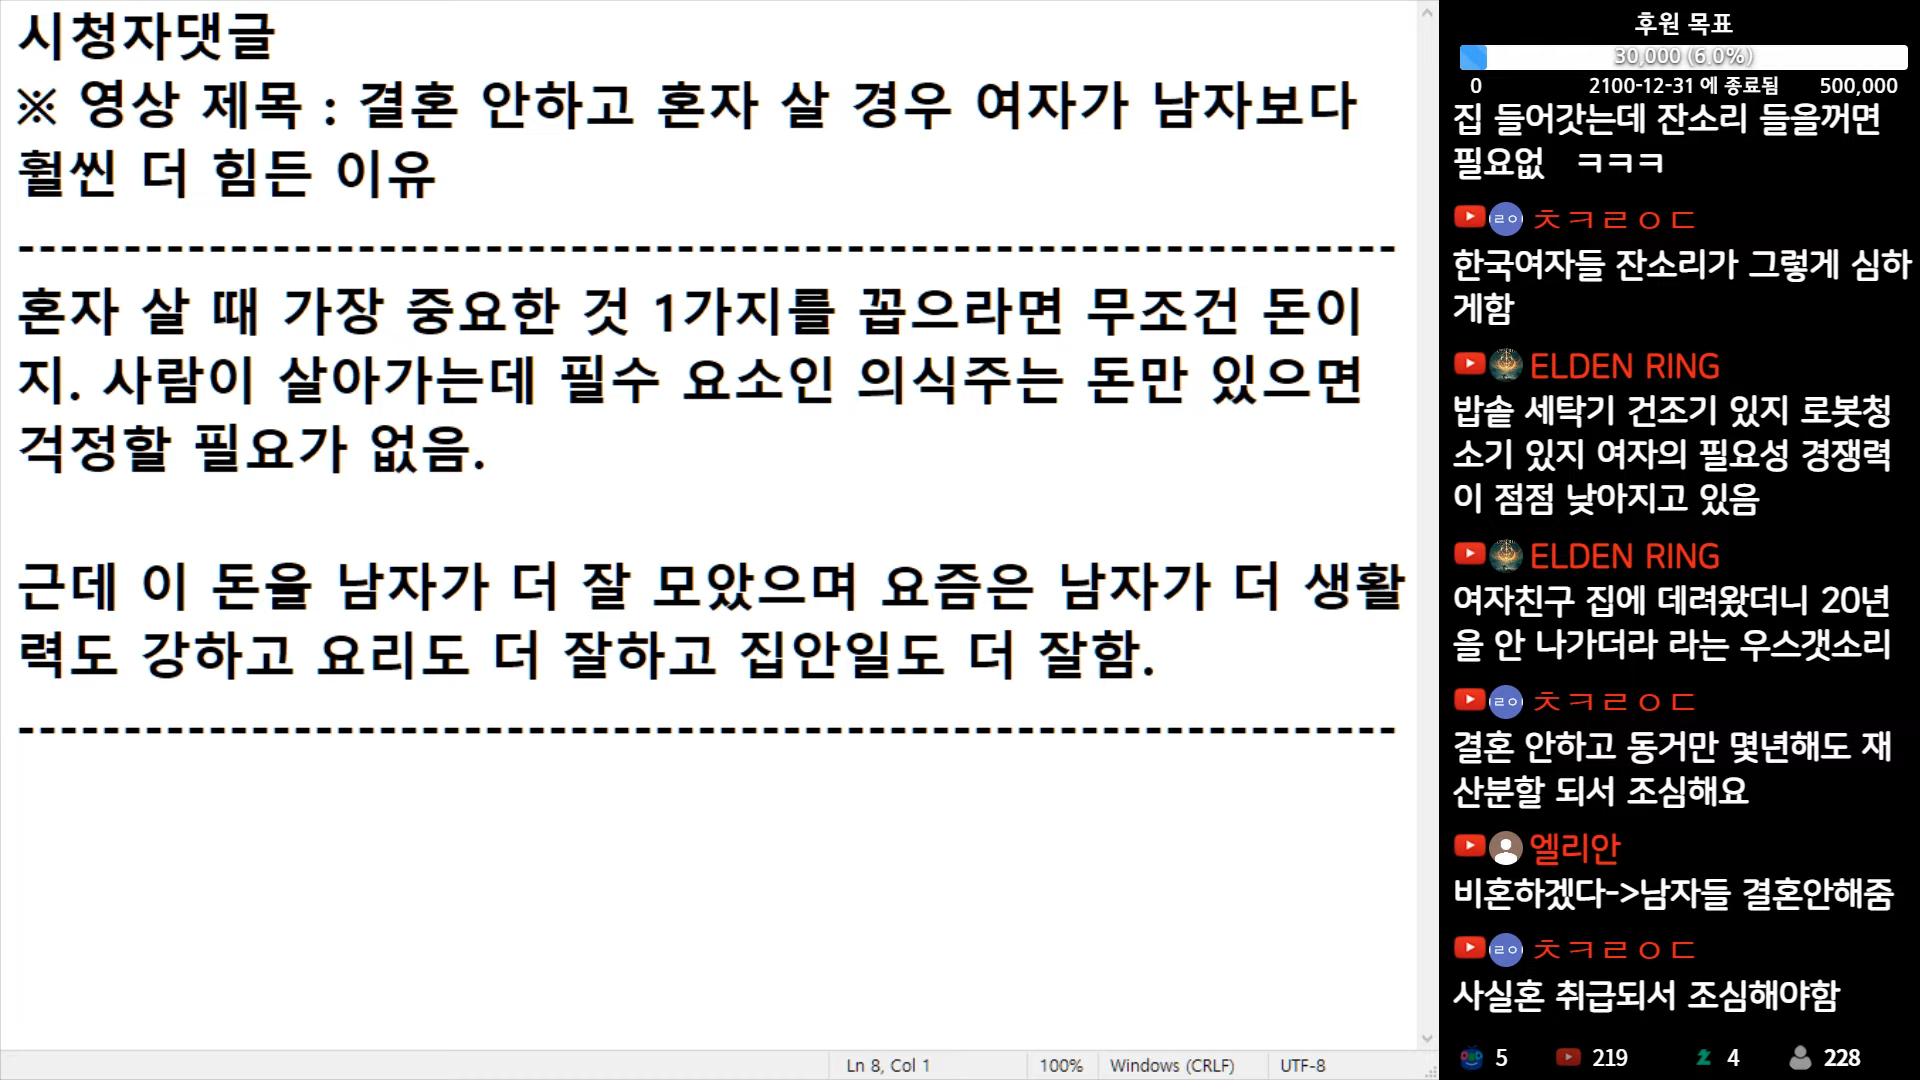 시청자댓글
※ 영상 제목 : 결혼 안하고 혼자 살 경우 여자가 남자보다
훨씬 더 힘든 이유
------------------------------------------------------------
혼자 살 때 가장 중요한 것 1가지를 꼽으라면 무조건 돈이
지. 사람이 살아가는데 필수 요소인 의식주는 돈만 있으면
걱정할 필요가 없음.
근데 이 돈을 남자가 더 잘 모았으며 요즘은 남자가 더 생활
력도 강하고 요리도 더 잘하고 집안일도 더 잘함.
------------------------------------------------------------
Ln 8, Col 1
100%
Windows (CRLF)
UTF-8
후원 목표
30,000 (6.0%)
0 2100-12-31 에 종료됨 500,000
집 들어갓는데 잔소리 들을꺼면
필요없 ㅋㅋㅋ
ㄹㅇ ㅊㅋㄹㅇㄷ
한국여자들 잔소리가 그렇게 심하
게함
ELDEN RING
밥솥 세탁기 건조기 있지 로봇청
소기 있지 여자의 필요성 경쟁력
이 점점 낮아지고 있음
ELDEN RING
여자친구 집에 데려왔더니 20년
을 안 나가더라 라는 우스갯소리
ㄹㅇ ㅊㅋㄹㅇㄷ
결혼 안하고 동거만 몇년해도 재
산분할 되서 조심해요
엘리안
비혼하겠다->남자들 결혼안해줌
ㄹㅇ ㅊㅋㄹㅇㄷ
사실혼 취급되서 조심해야함
5 219 4 228